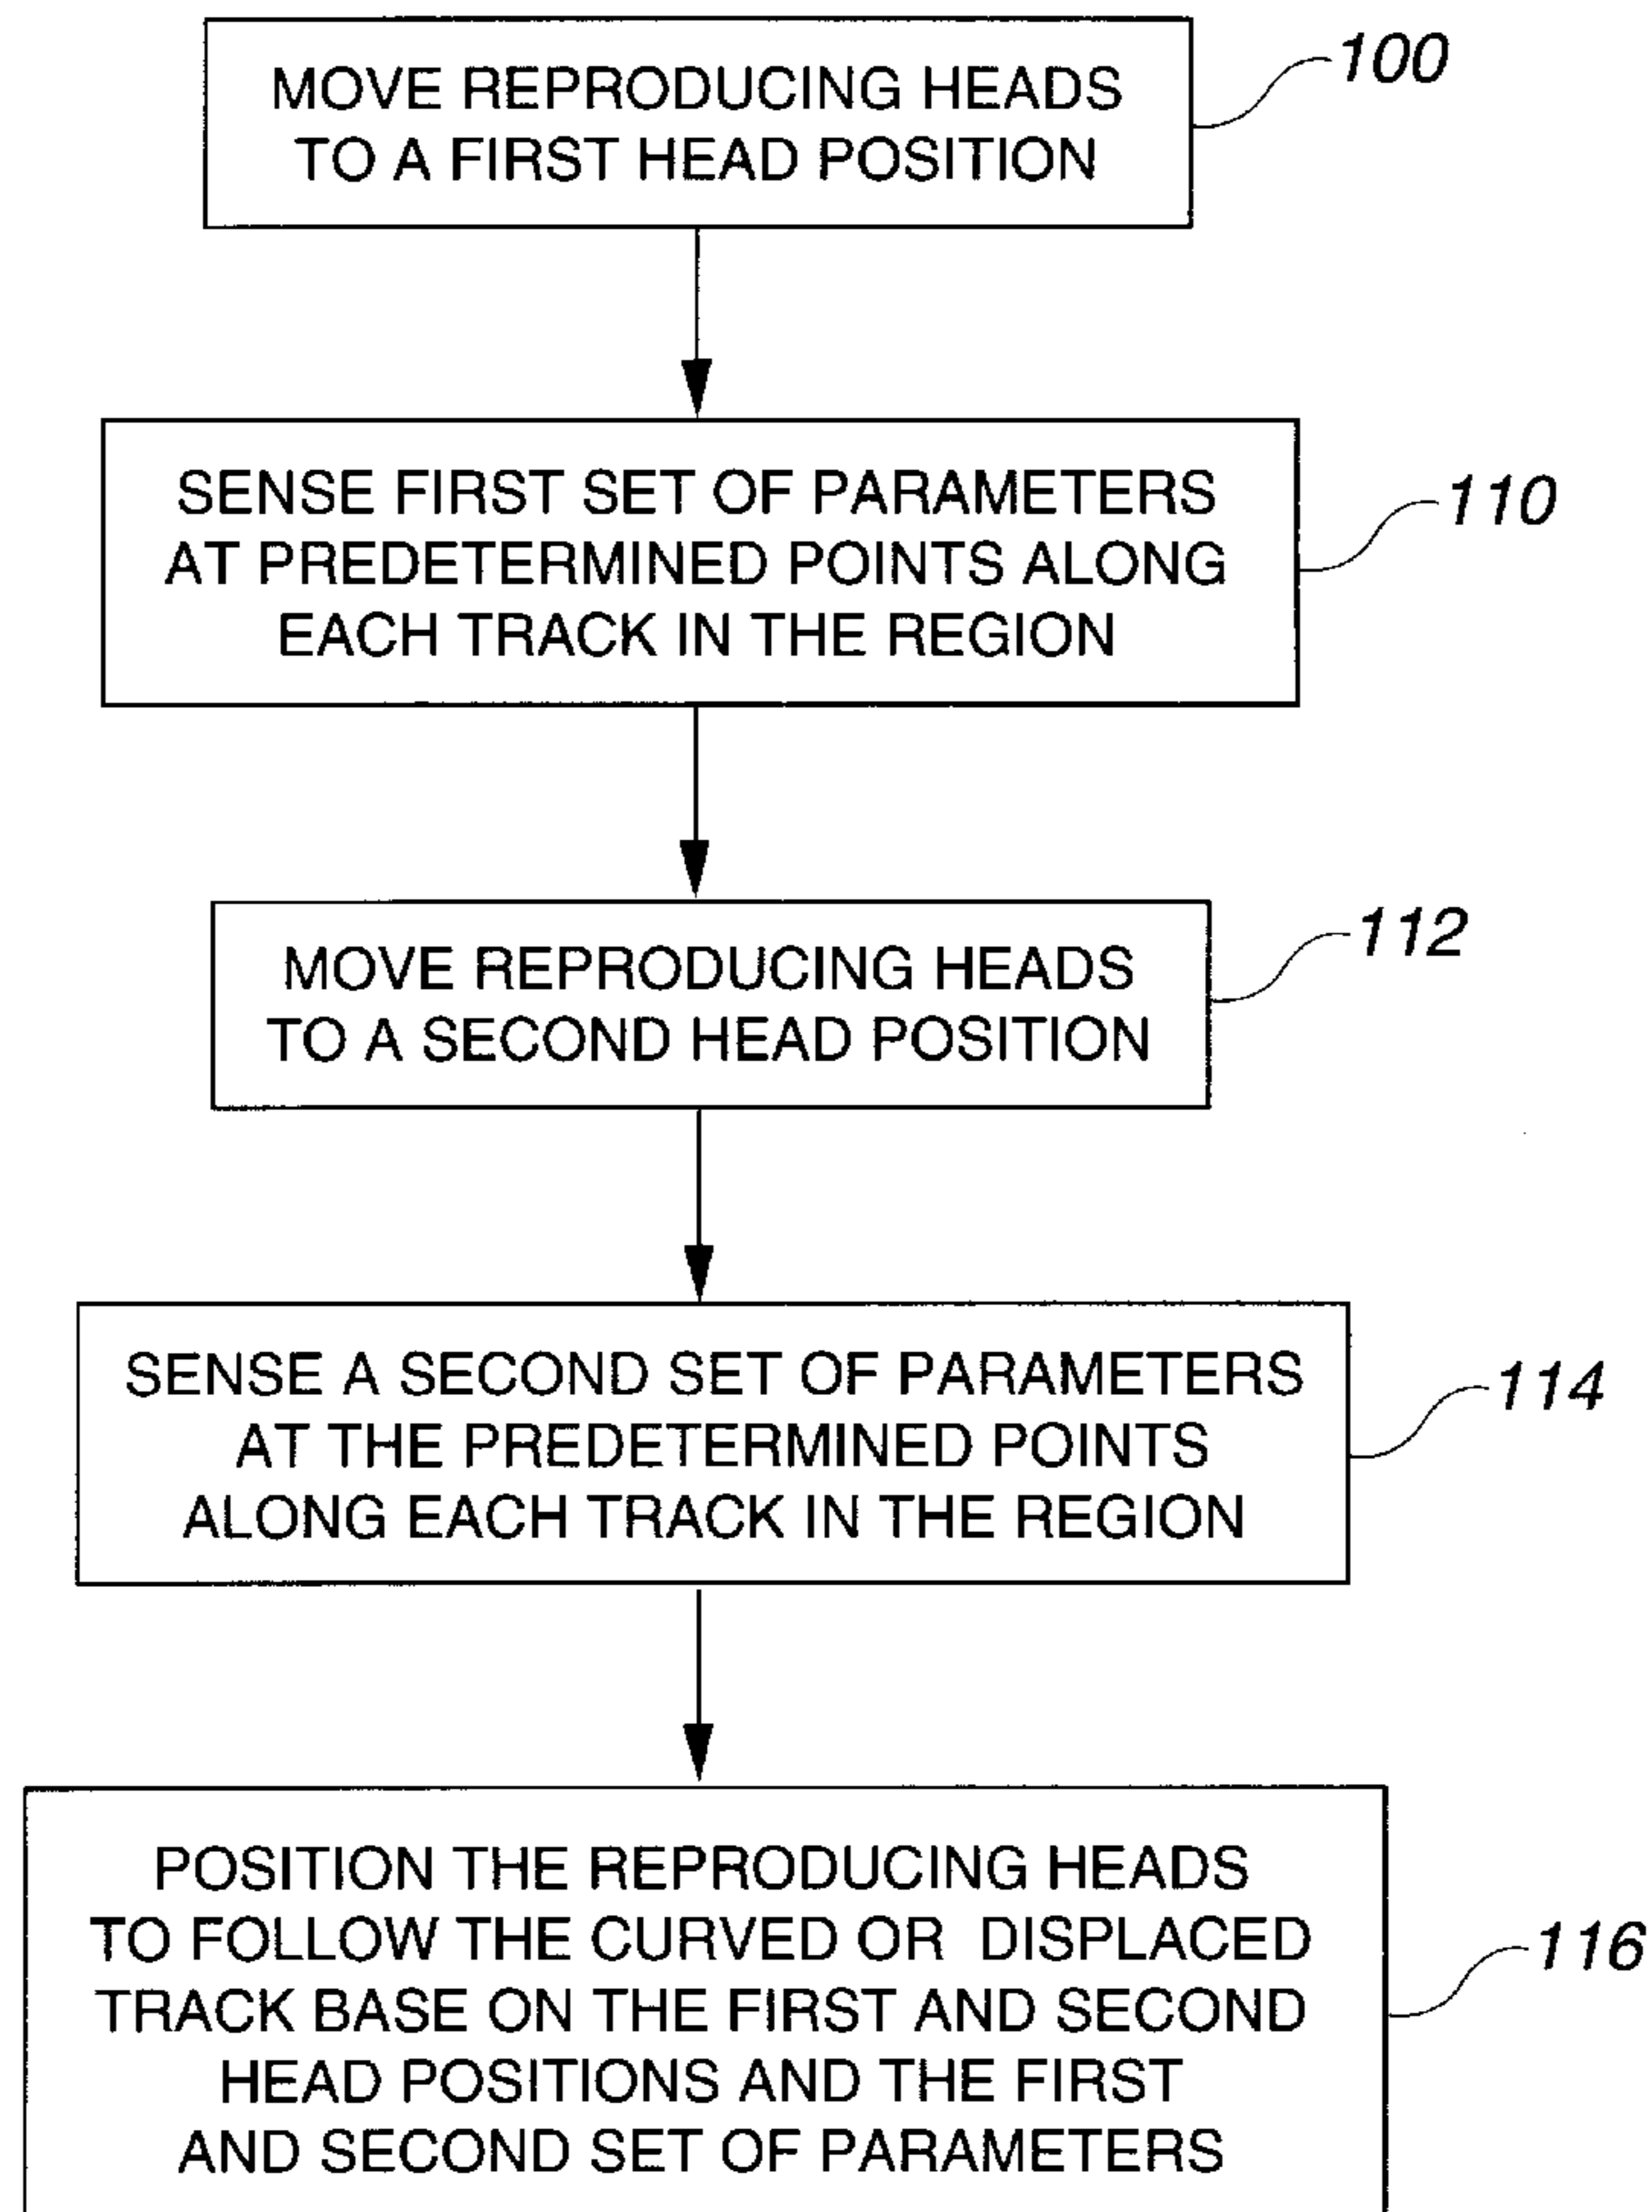 MOVE REPRODUCING HEADS
TO A FIRST HEAD POSITION
100
SENSE FIRST SET OF PARAMETERS
AT PREDETERMINED POINTS ALONG
EACH TRACK IN THE REGION
110
MOVE REPRODUCING HEADS
TO A SECOND HEAD POSITION
112
SENSE A SECOND SET OF PARAMETERS
AT THE PREDETERMINED POINTS
ALONG EACH TRACK IN THE REGION
114
POSITION THE REPRODUCING HEADS
TO FOLLOW THE CURVED OR DISPLACED
TRACK BASE ON THE FIRST AND SECOND
HEAD POSITIONS AND THE FIRST
AND SECOND SET OF PARAMETERS
116